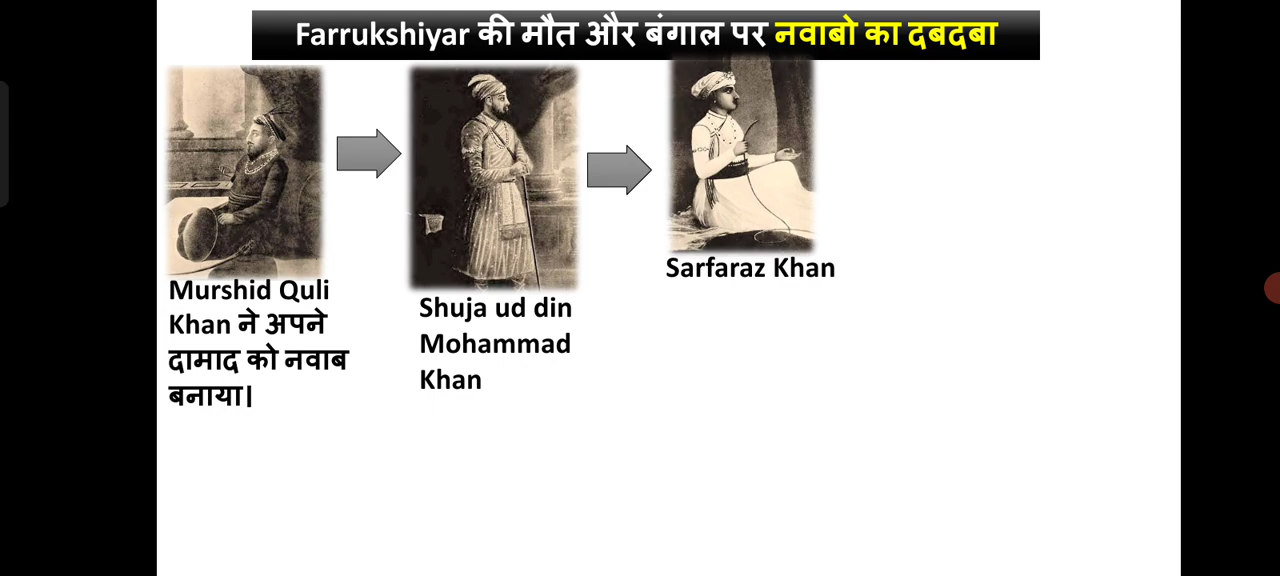 Farrukshiyar की मौत और बंगाल पर नवाबो का दबदबा
Murshid Quli
Khan ने अपने
दामाद को नवाब
बनाया।
Shuja ud din
Mohammad
Khan
Sarfaraz Khan